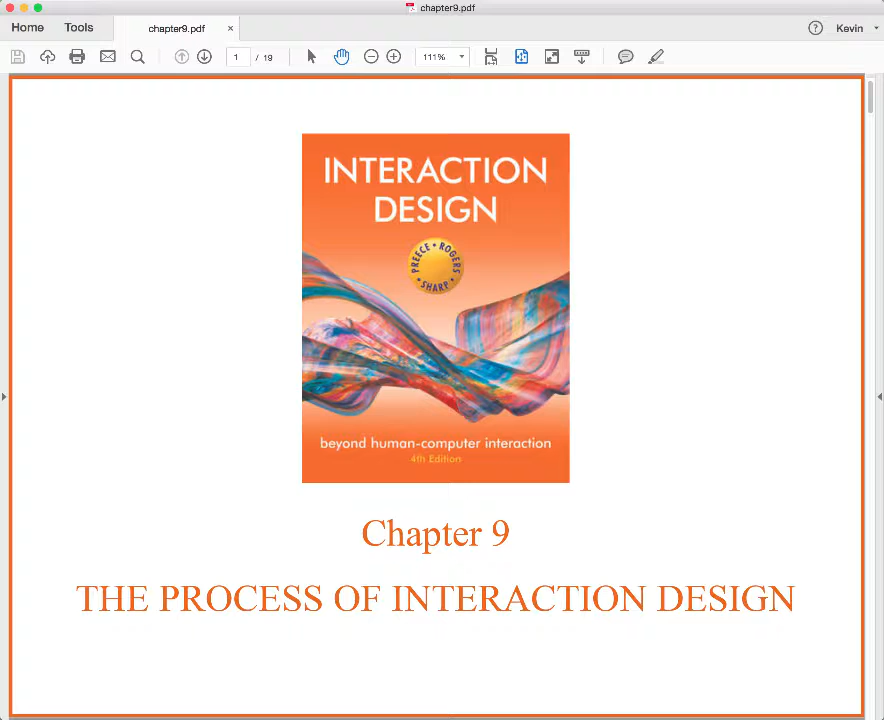 chapter9.pdf
Home Tools chapter9.pdf × Kevin
1 / 19 111%
INTERACTION
DESIGN
PREECE • ROGERS • SHARP •
beyond human-computer interaction
4th Edition
Chapter 9
THE PROCESS OF INTERACTION DESIGN